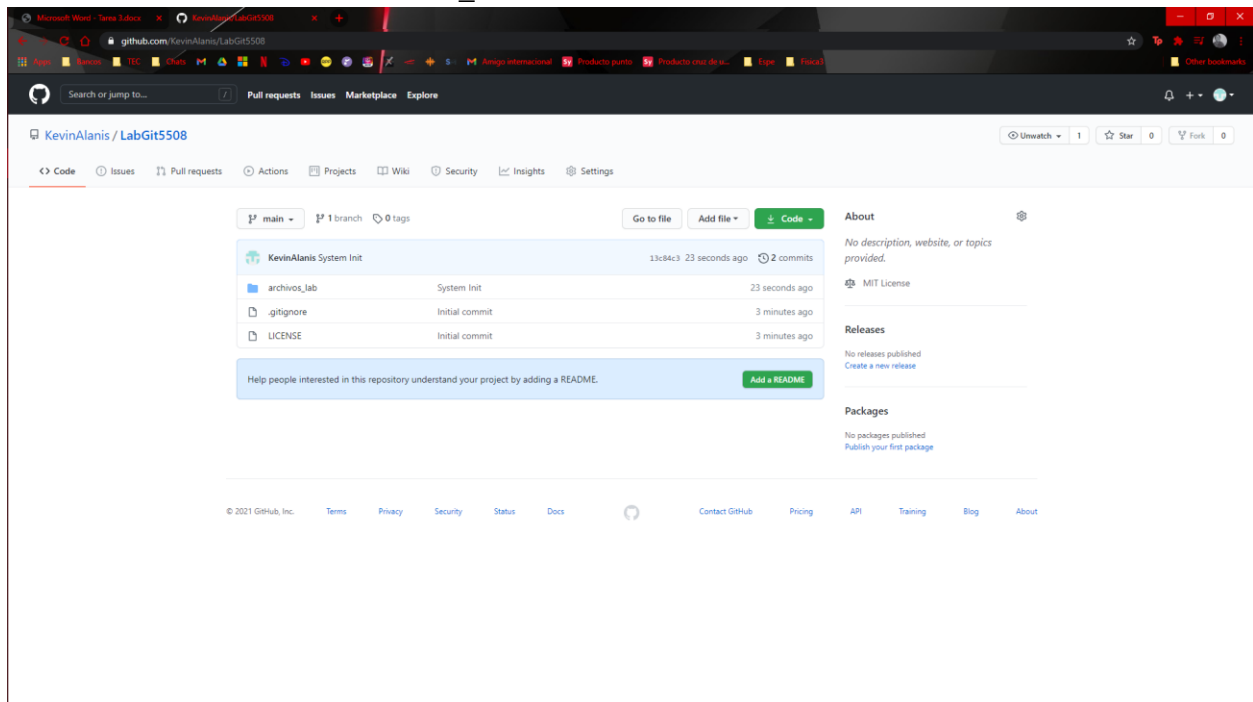 Microsoft Word - Tarea 3.docx KevinAlanis/LabGit5508
github.com/KevinAlanis/LabGit5508
Apps Bancos TEC Chats Amigo internacional Sy Producto punto Sy Producto cruz de u... Espe Fisica3 Other bookmarks
Search or jump to... / Pull requests Issues Marketplace Explore
KevinAlanis / LabGit5508 Unwatch 1 Star 0 Fork 0
<> Code Issues Pull requests Actions Projects Wiki Security Insights Settings
main 1 branch 0 tags Go to file Add file Code About
No description, website, or topics
provided.
KevinAlanis System Init 13c84c3 23 seconds ago 2 commits
MIT License
archivos_lab System Init 23 seconds ago
.gitignore Initial commit 3 minutes ago
LICENSE Initial commit 3 minutes ago
Releases
No releases published
Create a new release
Help people interested in this repository understand your project by adding a README. Add a README
Packages
No packages published
Publish your first package
© 2021 GitHub, Inc. Terms Privacy Security Status Docs Contact GitHub Pricing API Training Blog About